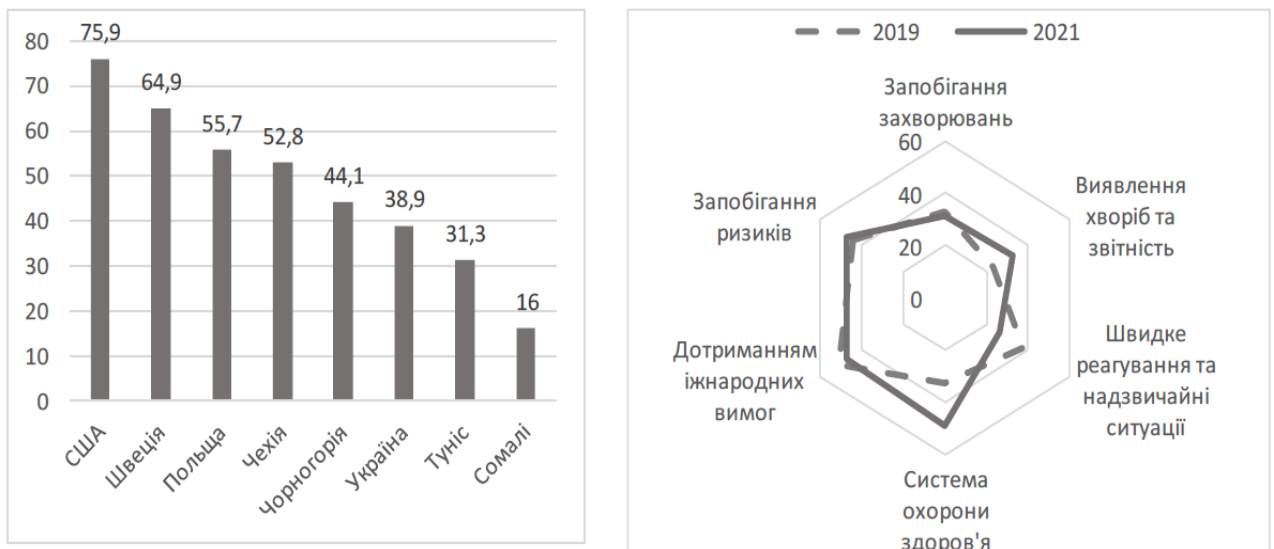 80
70
60
50
40
30
20
10
0
75,9
64,9
55,7
52,8
44,1
38,9
31,3
16
США
Швеція
Польща
Чехія
Чорногорія
Україна
Туніс
Сомалі
2019
2021
Запобігання
захворювань
Виявлення
хворіб та
звітність
Швидке
реагування та
надзвичайні
ситуації
Система
охорони
здоров'я
Дотриманням
іжнародних
вимог
Запобігання
ризиків
60
40
20
0